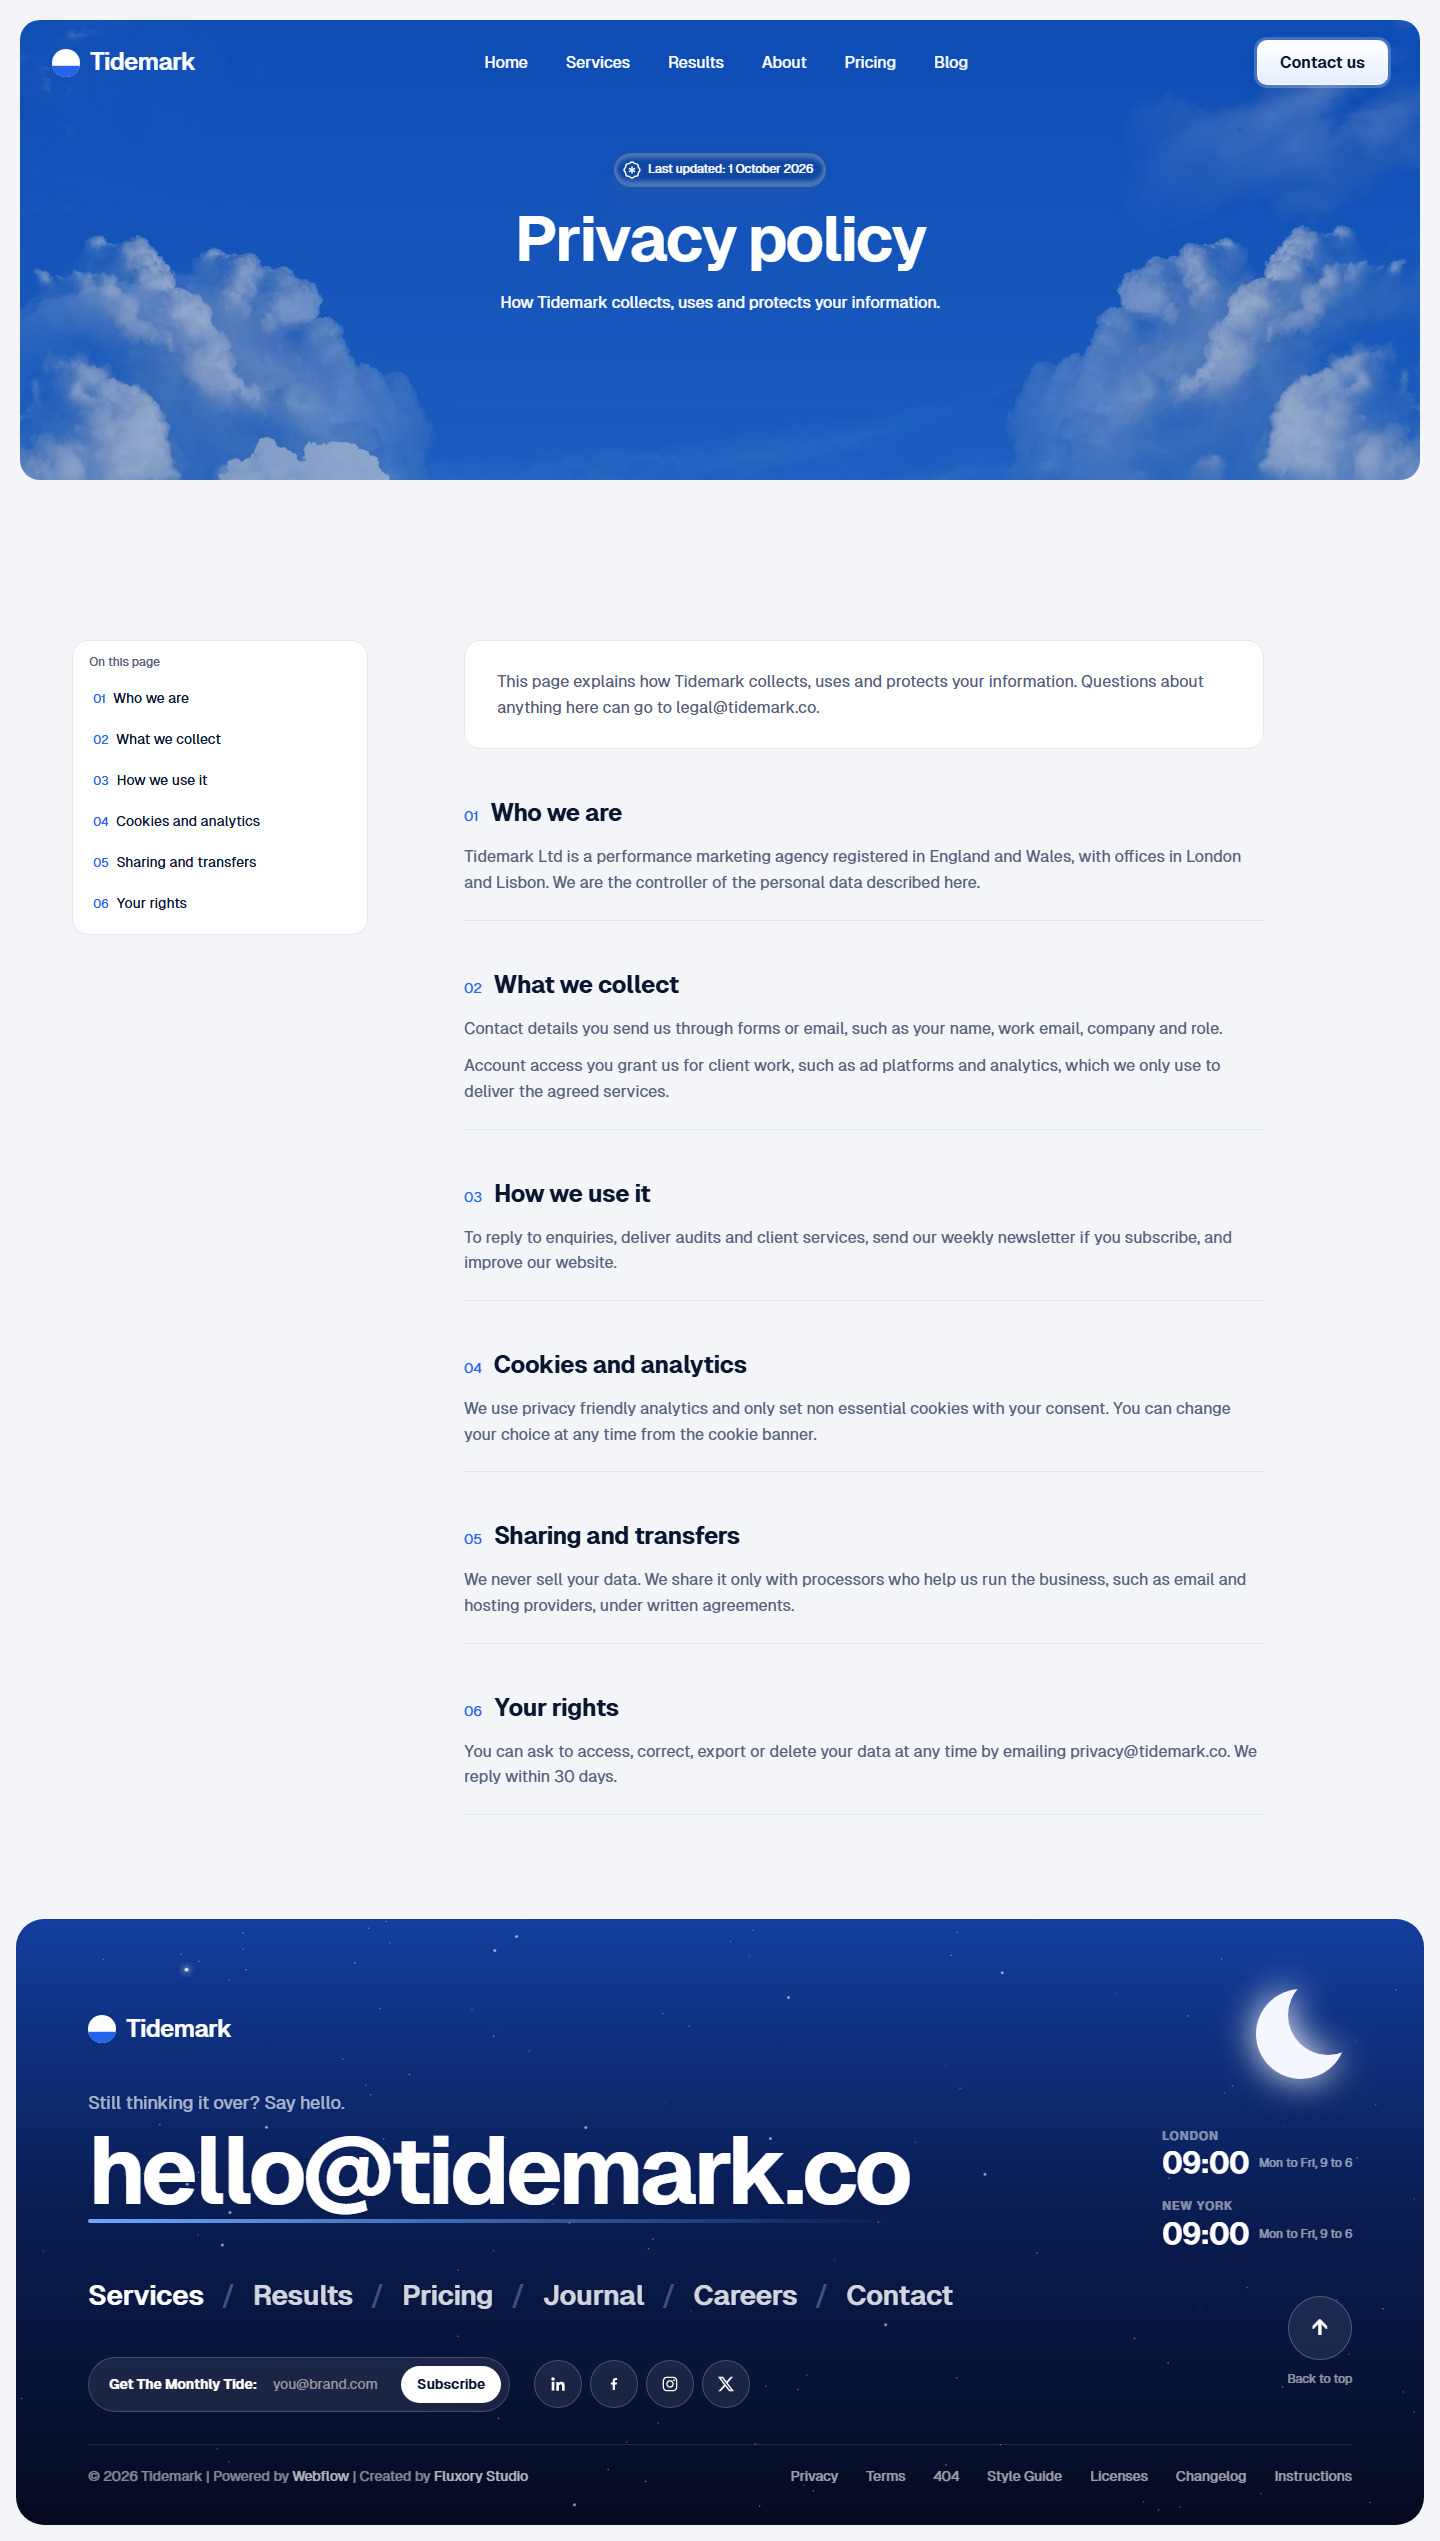 Tidemark
Home Services Results About Pricing Blog
Contact us
Last updated: 1 October 2026
Privacy policy
How Tidemark collects, uses and protects your information.
On this page
01 Who we are
02 What we collect
03 How we use it
04 Cookies and analytics
05 Sharing and transfers
06 Your rights
This page explains how Tidemark collects, uses and protects your information. Questions about
anything here can go to legal@tidemark.co.
01 Who we are
Tidemark Ltd is a performance marketing agency registered in England and Wales, with offices in London
and Lisbon. We are the controller of the personal data described here.
02 What we collect
Contact details you send us through forms or email, such as your name, work email, company and role.
Account access you grant us for client work, such as ad platforms and analytics, which we only use to
deliver the agreed services.
03 How we use it
To reply to enquiries, deliver audits and client services, send our weekly newsletter if you subscribe, and
improve our website.
04 Cookies and analytics
We use privacy friendly analytics and only set non essential cookies with your consent. You can change
your choice at any time from the cookie banner.
05 Sharing and transfers
We never sell your data. We share it only with processors who help us run the business, such as email and
hosting providers, under written agreements.
06 Your rights
You can ask to access, correct, export or delete your data at any time by emailing privacy@tidemark.co. We
reply within 30 days.
Tidemark
Still thinking it over? Say hello.
hello@tidemark.co
LONDON
09:00 Mon to Fri, 9 to 6
NEW YORK
09:00 Mon to Fri, 9 to 6
Services / Results / Pricing / Journal / Careers / Contact
Get The Monthly Tide: you@brand.com Subscribe
Back to top
© 2026 Tidemark | Powered by Webflow | Created by Fluxory Studio
Privacy Terms 404 Style Guide Licenses Changelog Instructions